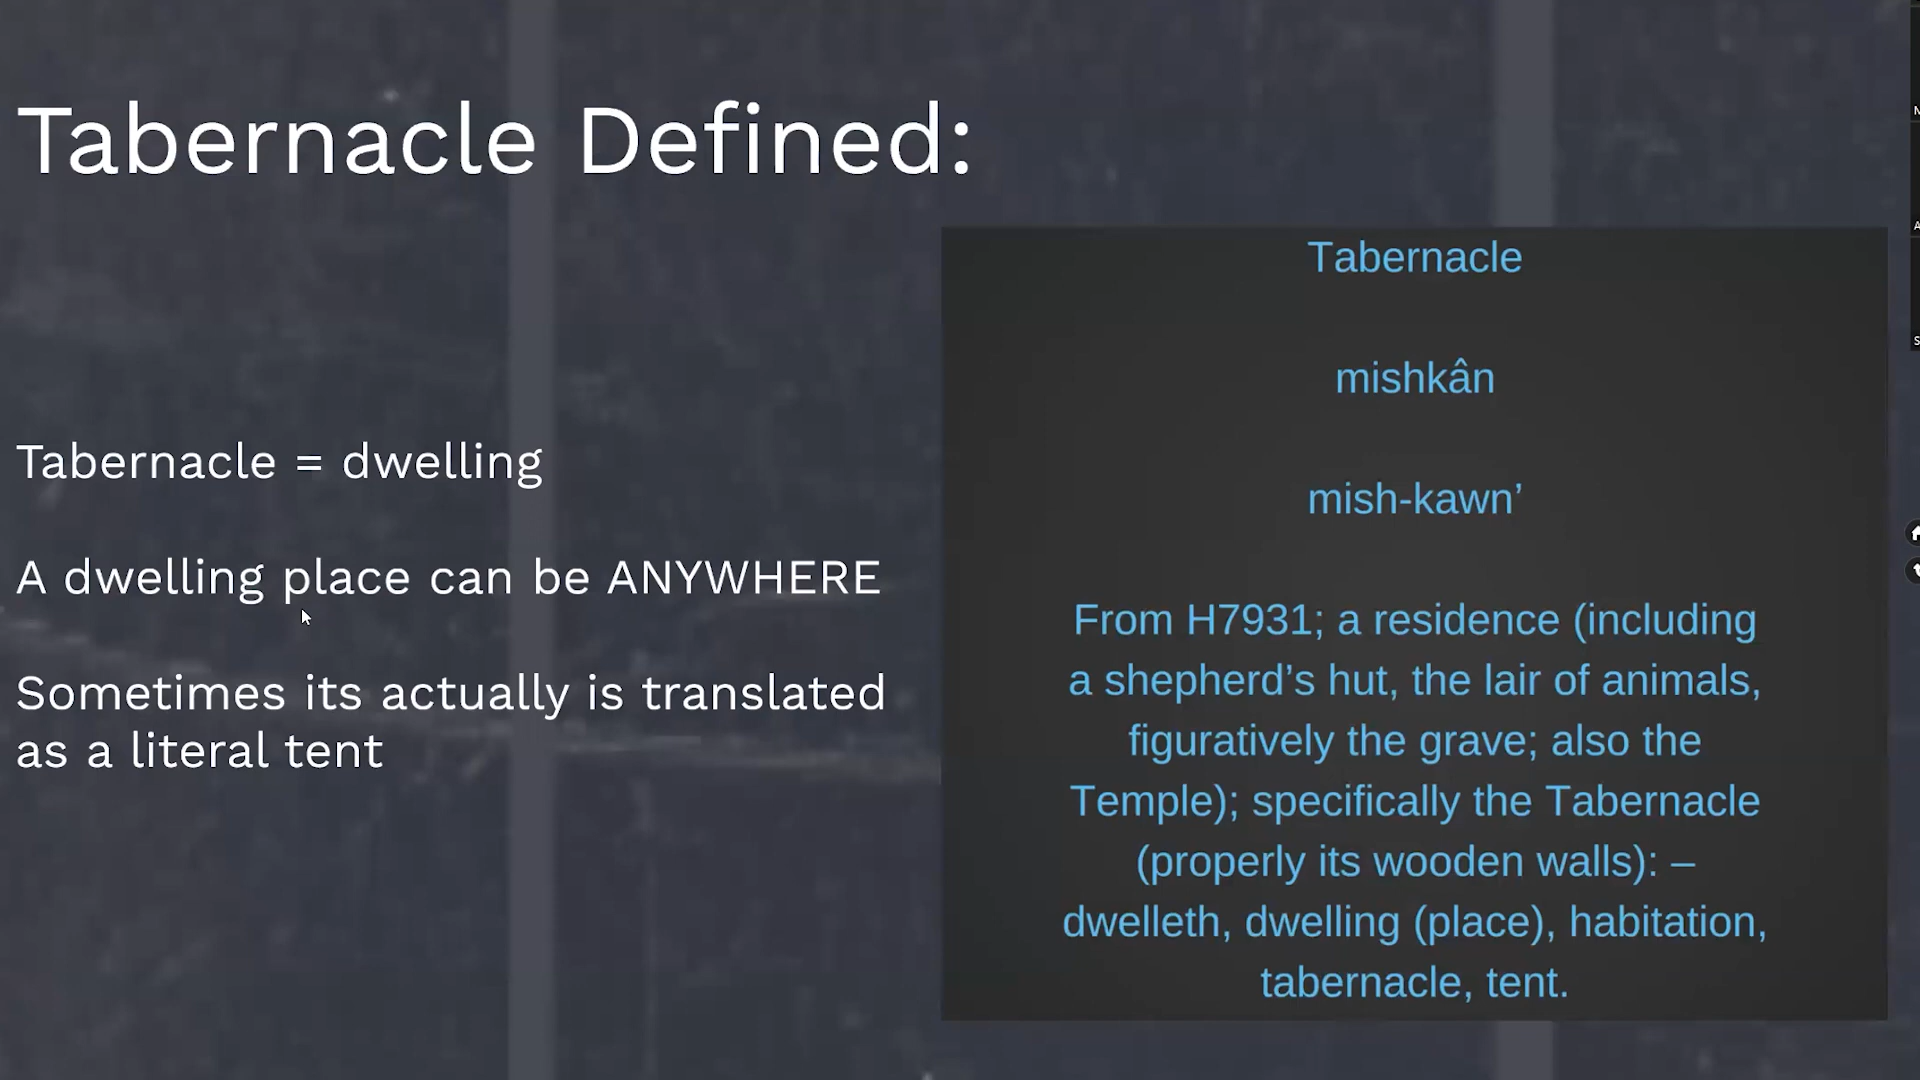 Tabernacle Defined:
Tabernacle = dwelling
A dwelling place can be ANYWHERE
Sometimes its actually is translated
as a literal tent
Tabernacle
mishkân
mish-kawn’
From H7931; a residence (including
a shepherd’s hut, the lair of animals,
figuratively the grave; also the
Temple); specifically the Tabernacle
(properly its wooden walls): –
dwelleth, dwelling (place), habitation,
tabernacle, tent.